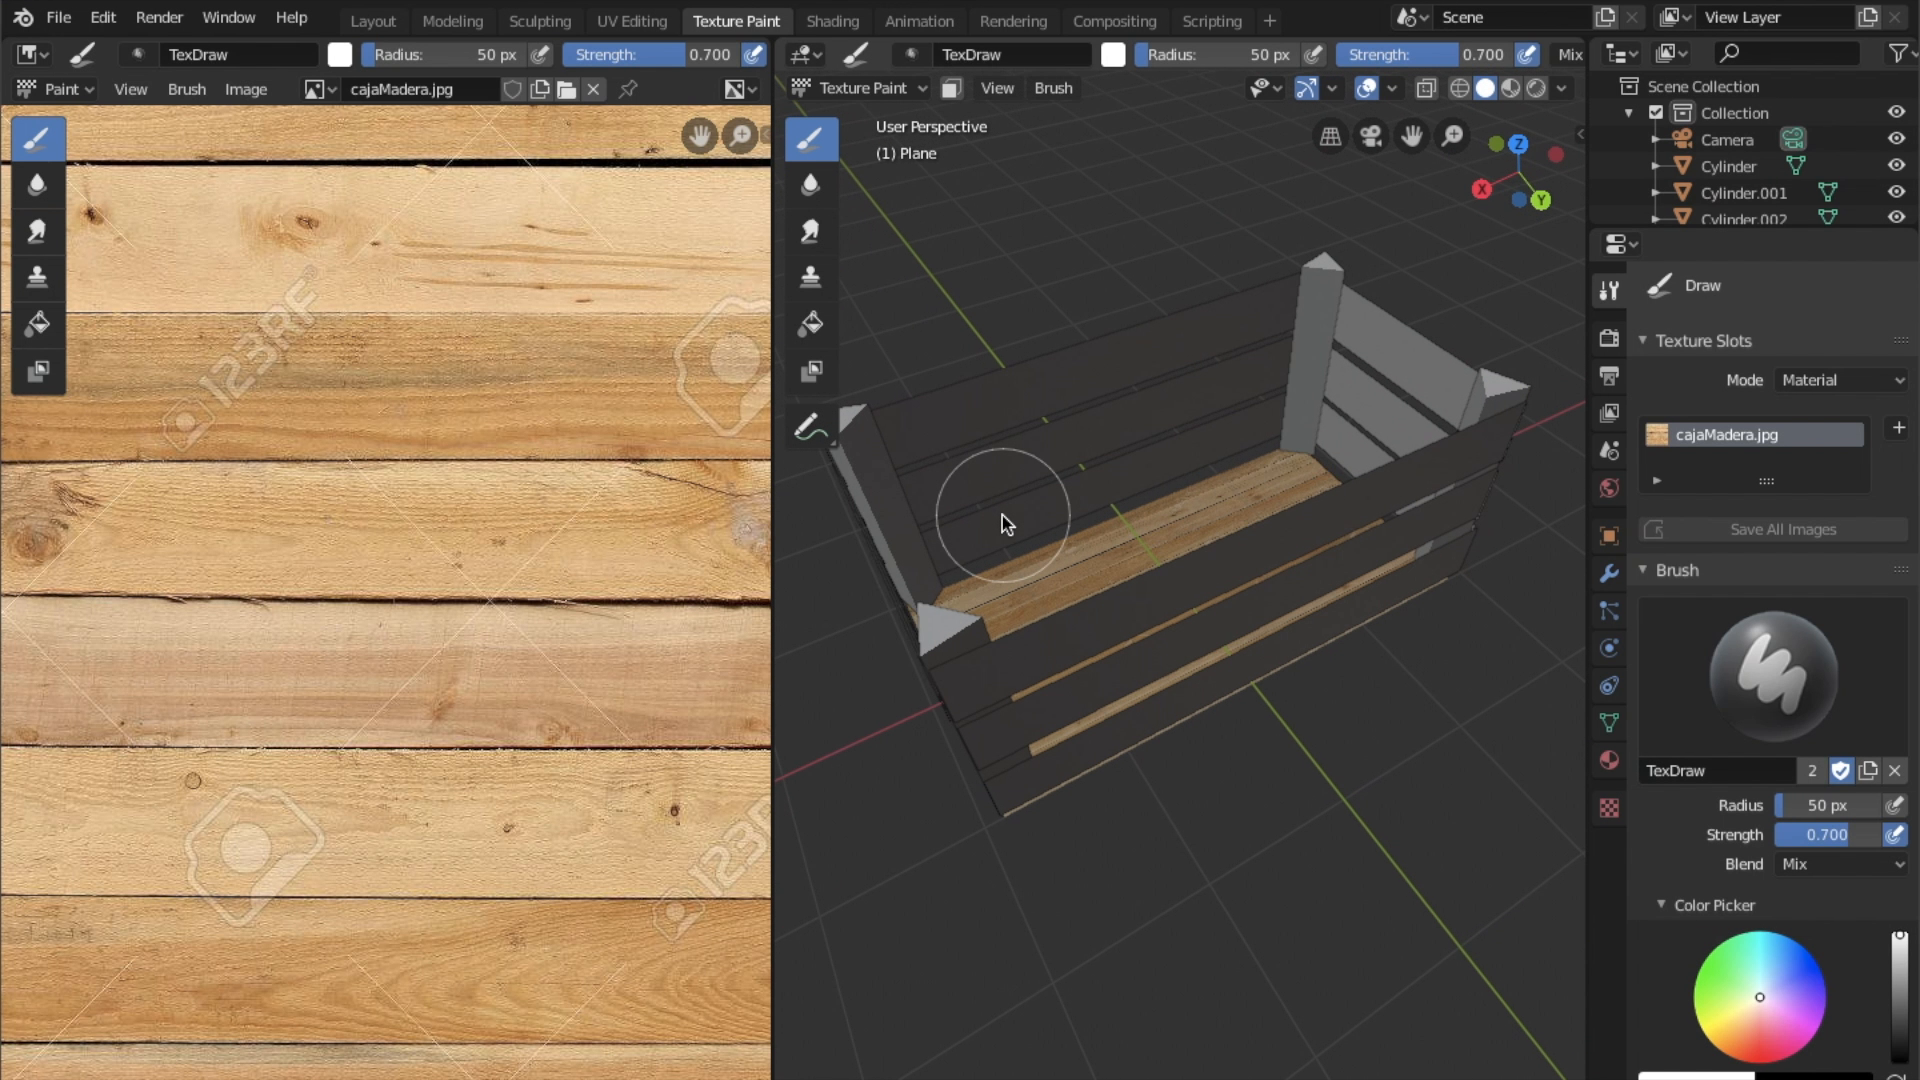 File Edit Render Window Help
Layout Modeling Sculpting UV Editing Texture Paint Shading Animation Rendering Compositing Scripting +
Scene
View Layer
TexDraw Radius: 50 px Strength: 0.700
TexDraw Radius: 50 px Strength: 0.700 Mix
Paint View Brush Image cajaMadera.jpg
Texture Paint View Brush
User Perspective
(1) Plane
Z
X
Y
123RF
123RF
Scene Collection
Collection
Camera
Cylinder
Cylinder.001
Cylinder.002
Draw
Texture Slots
Mode Material
cajaMadera.jpg
Save All Images
Brush
TexDraw 2
Radius 50 px
Strength 0.700
Blend Mix
Color Picker